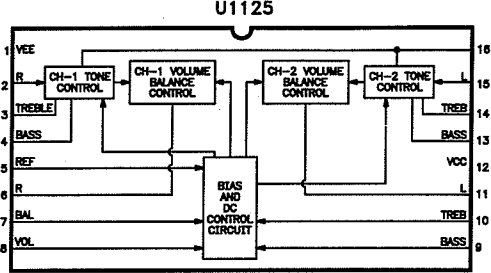 U1125
1 VEE
16
2 R
CH-1 TONE
CONTROL
CH-1 VOLUME
BALANCE
CONTROL
CH-2 VOLUME
BALANCE
CONTROL
CH-2 TONE
CONTROL
L 15
3 TREBLE
TREB 14
4 BASS
BASS 13
5 REF
VCC 12
6 R
BIAS
AND
DC
CONTROL
CIRCUIT
L 11
7 BAL
TREB 10
8 VOL
BASS 9